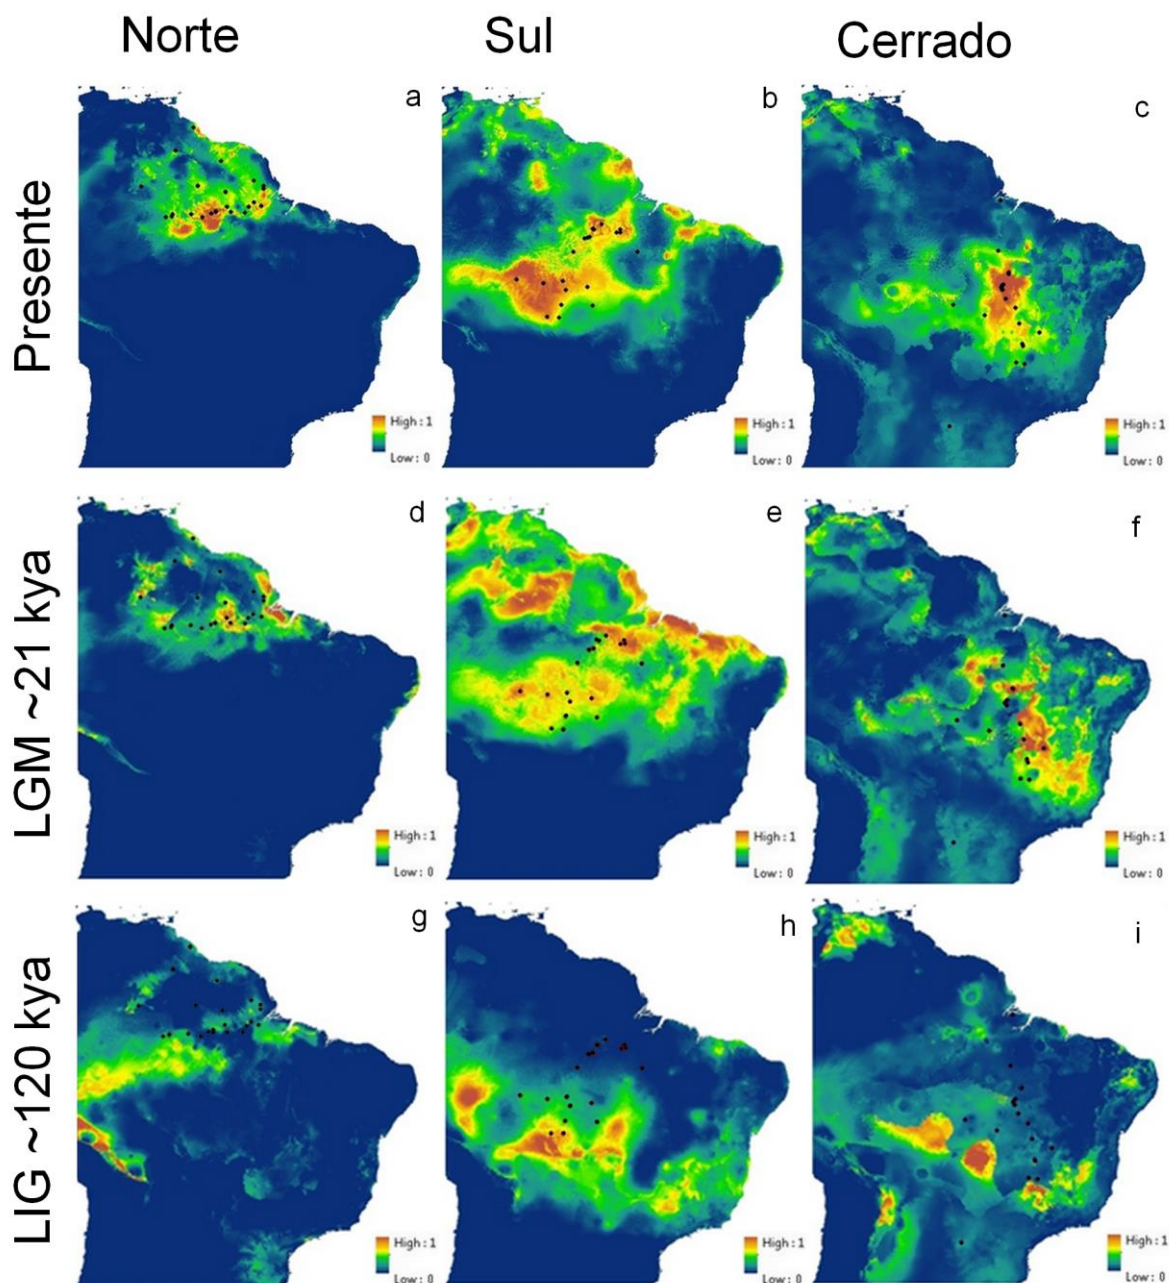 Norte Sul Cerrado
Presente
a
b
c
High : 1
Low : 0
High : 1
Low : 0
High : 1
Low : 0
LGM ~21 kya
d
e
f
High : 1
Low : 0
High : 1
Low : 0
High : 1
Low : 0
LIG ~120 kya
g
h
i
High : 1
Low : 0
High : 1
Low : 0
High : 1
Low : 0